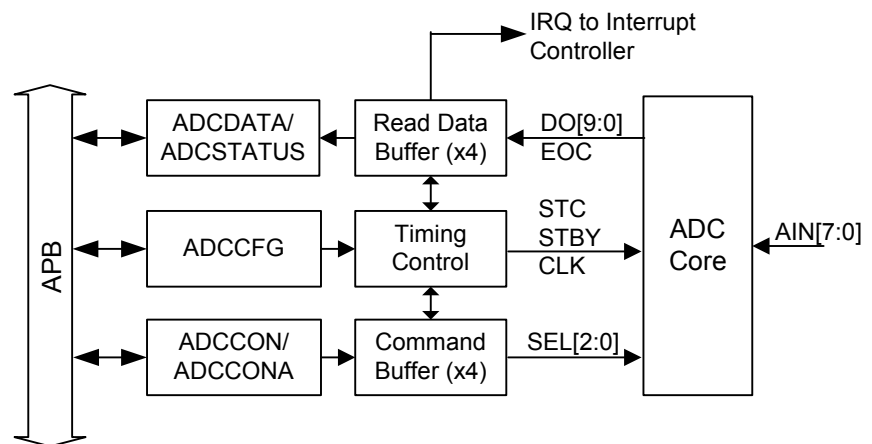 IRQ to Interrupt
Controller
APB
ADCDATA/
ADCSTATUS
Read Data
Buffer (x4)
DO[9:0]
EOC
ADCCFG
Timing
Control
STC
STBY
CLK
ADC
Core
AIN[7:0]
ADCCON/
ADCCONA
Command
Buffer (x4)
SEL[2:0]